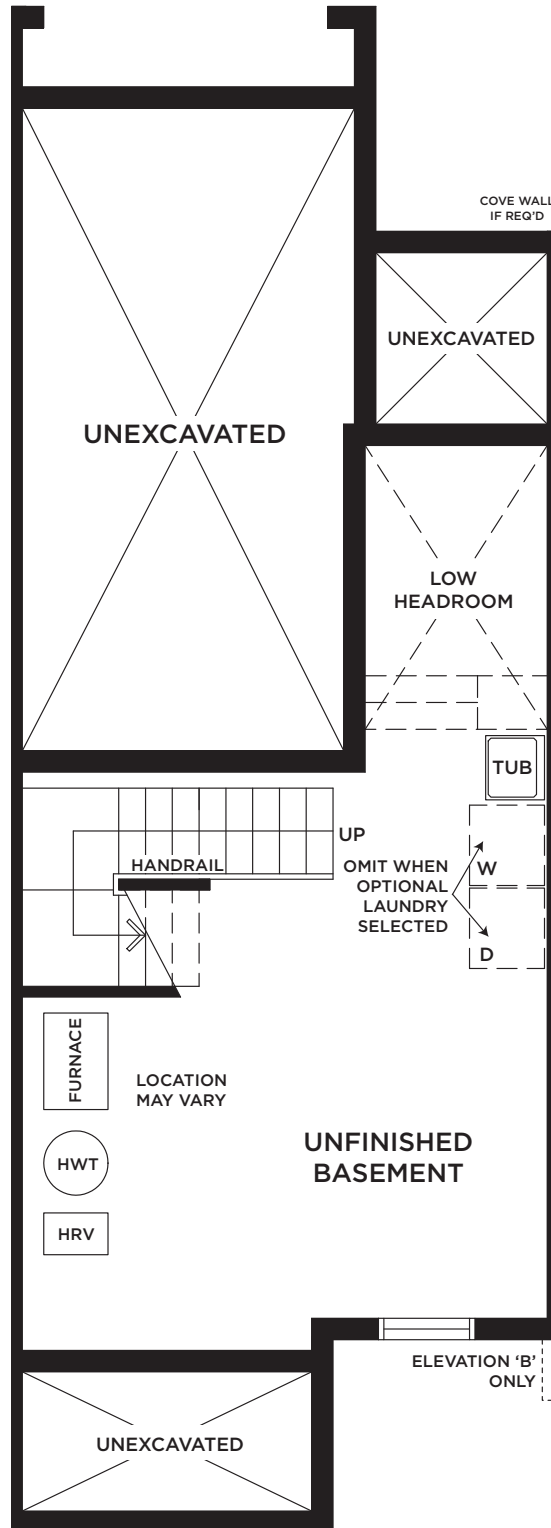 COVE WALL
IF REQ'D
UNEXCAVATED
UNEXCAVATED
LOW
HEADROOM
TUB
UP
HANDRAIL
OMIT WHEN
OPTIONAL
LAUNDRY
SELECTED
W
D
FURNACE
LOCATION
MAY VARY
UNFINISHED
BASEMENT
HWT
HRV
ELEVATION ‘B’
ONLY
UNEXCAVATED